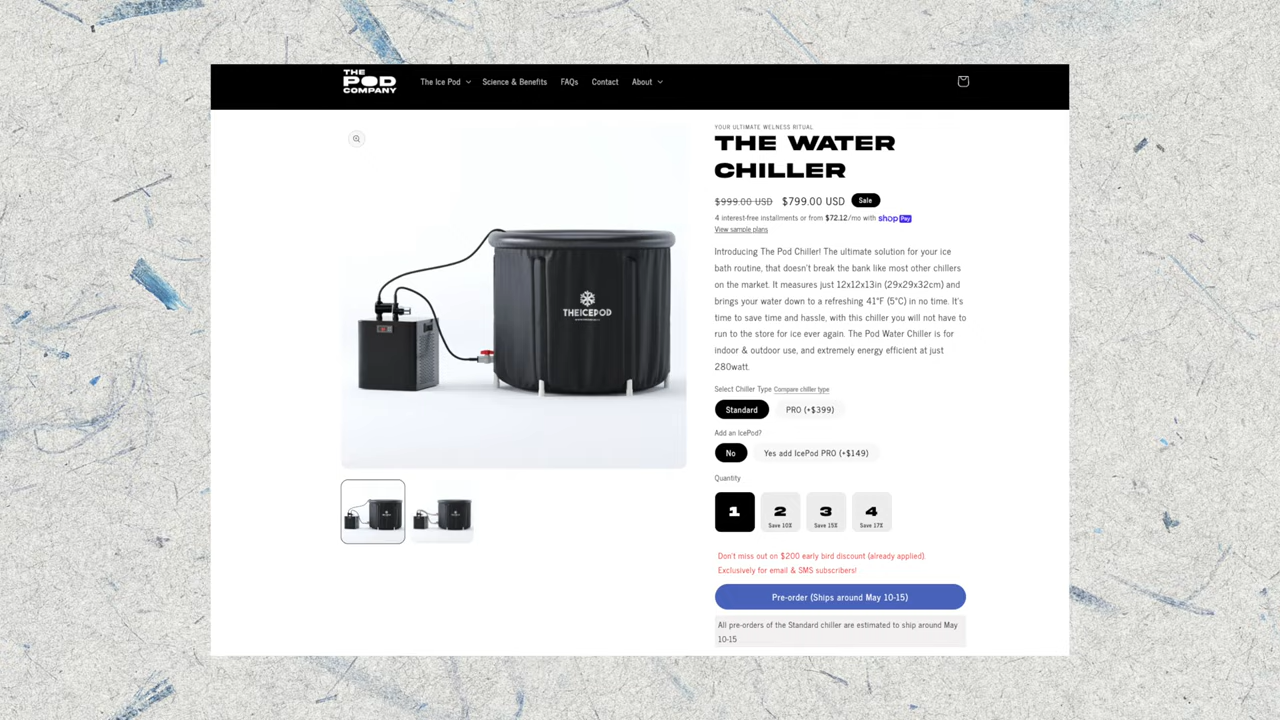 THE
POD
COMPANY
The Ice Pod
Science & Benefits
FAQs
Contact
About
THEICEPOD
YOUR ULTIMATE WELNESS RITUAL
THE WATER
CHILLER
$999.00 USD $799.00 USD Sale
4 interest-free installments or from $72.12/mo with shop Pay
View sample plans
Introducing The Pod Chiller! The ultimate solution for your ice
bath routine, that doesn't break the bank like most other chillers
on the market. It measures just 12x12x13in (29x29x32cm) and
brings your water down to a refreshing 41°F (5°C) in no time. It's
time to save time and hassle, with this chiller you will not have to
run to the store for ice ever again. The Pod Water Chiller is for
indoor & outdoor use, and extremely energy efficient at just
280watt.
Select Chiller Type Compare chiller type
Standard PRO (+$399)
Add an IcePod?
No Yes add IcePod PRO (+$149)
Quantity
1 2 3 4
Save 10% Save 15% Save 17%
Don't miss out on $200 early bird discount (already applied).
Exclusively for email & SMS subscribers!
Pre-order (Ships around May 10-15)
All pre-orders of the Standard chiller are estimated to ship around May
10-15